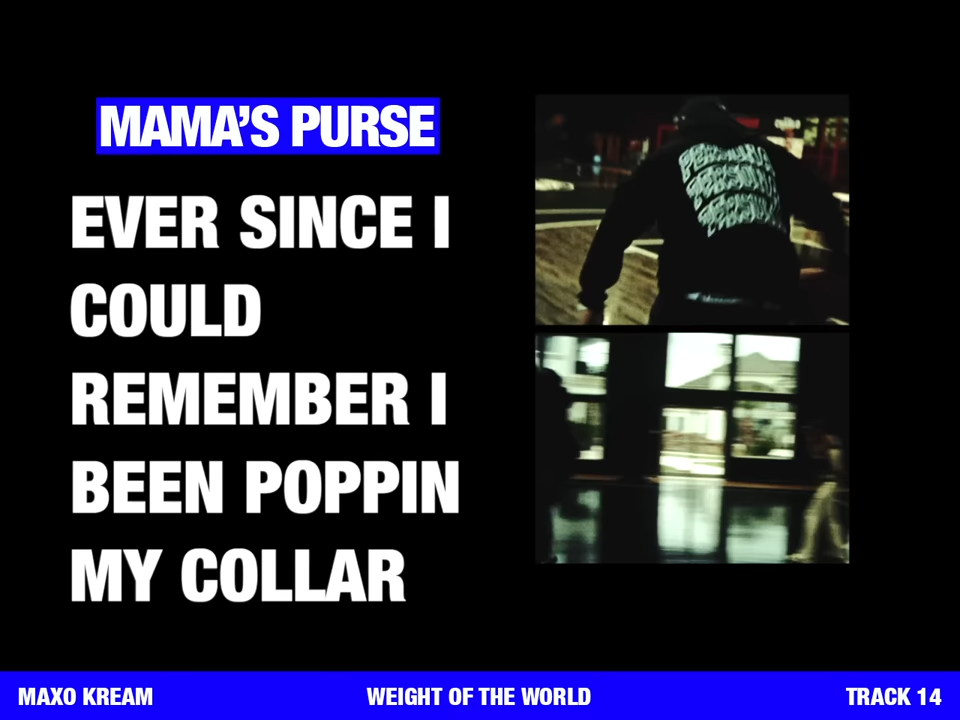 MAMA'S PURSE
EVER SINCE I
COULD
REMEMBER I
BEEN POPPIN
MY COLLAR
MAXO KREAM
WEIGHT OF THE WORLD
TRACK 14